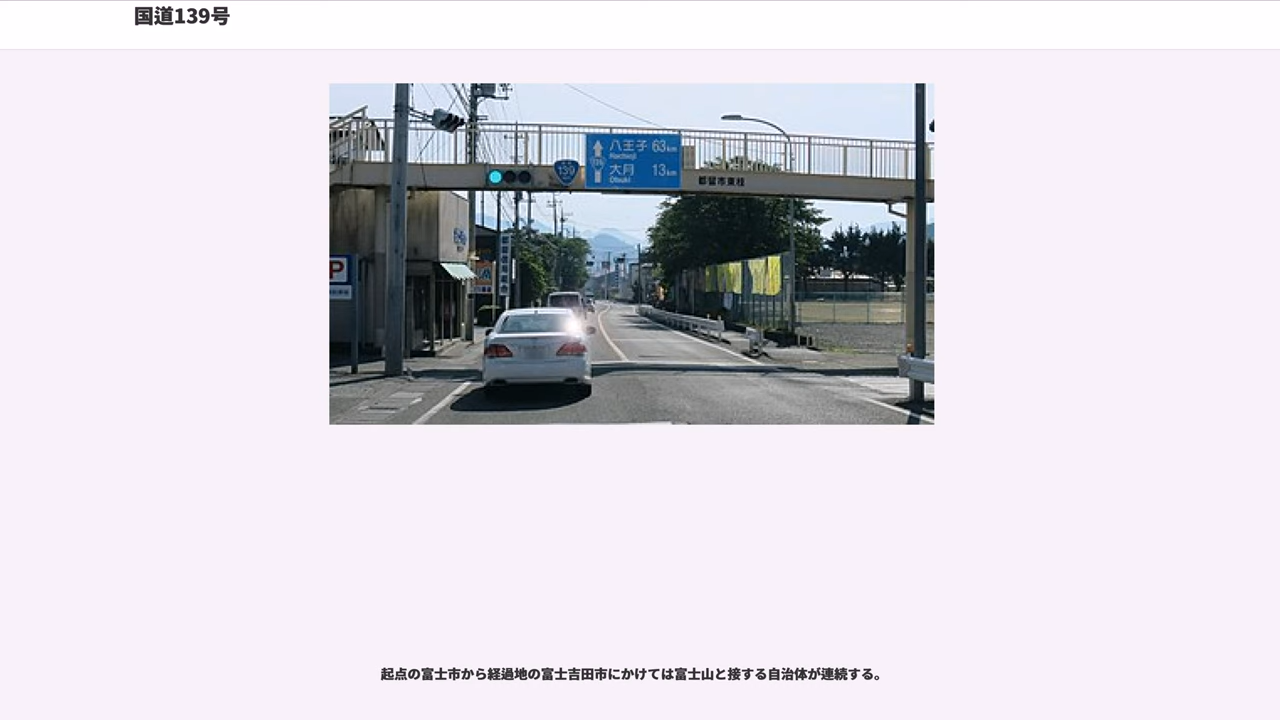 国道139号
八王子 63km
Hachioji
139
139
大月 13km
Otsuki
都留市東桂
P
起点の富士市から経過地の富士吉田市にかけては富士山と接する自治体が連続する。